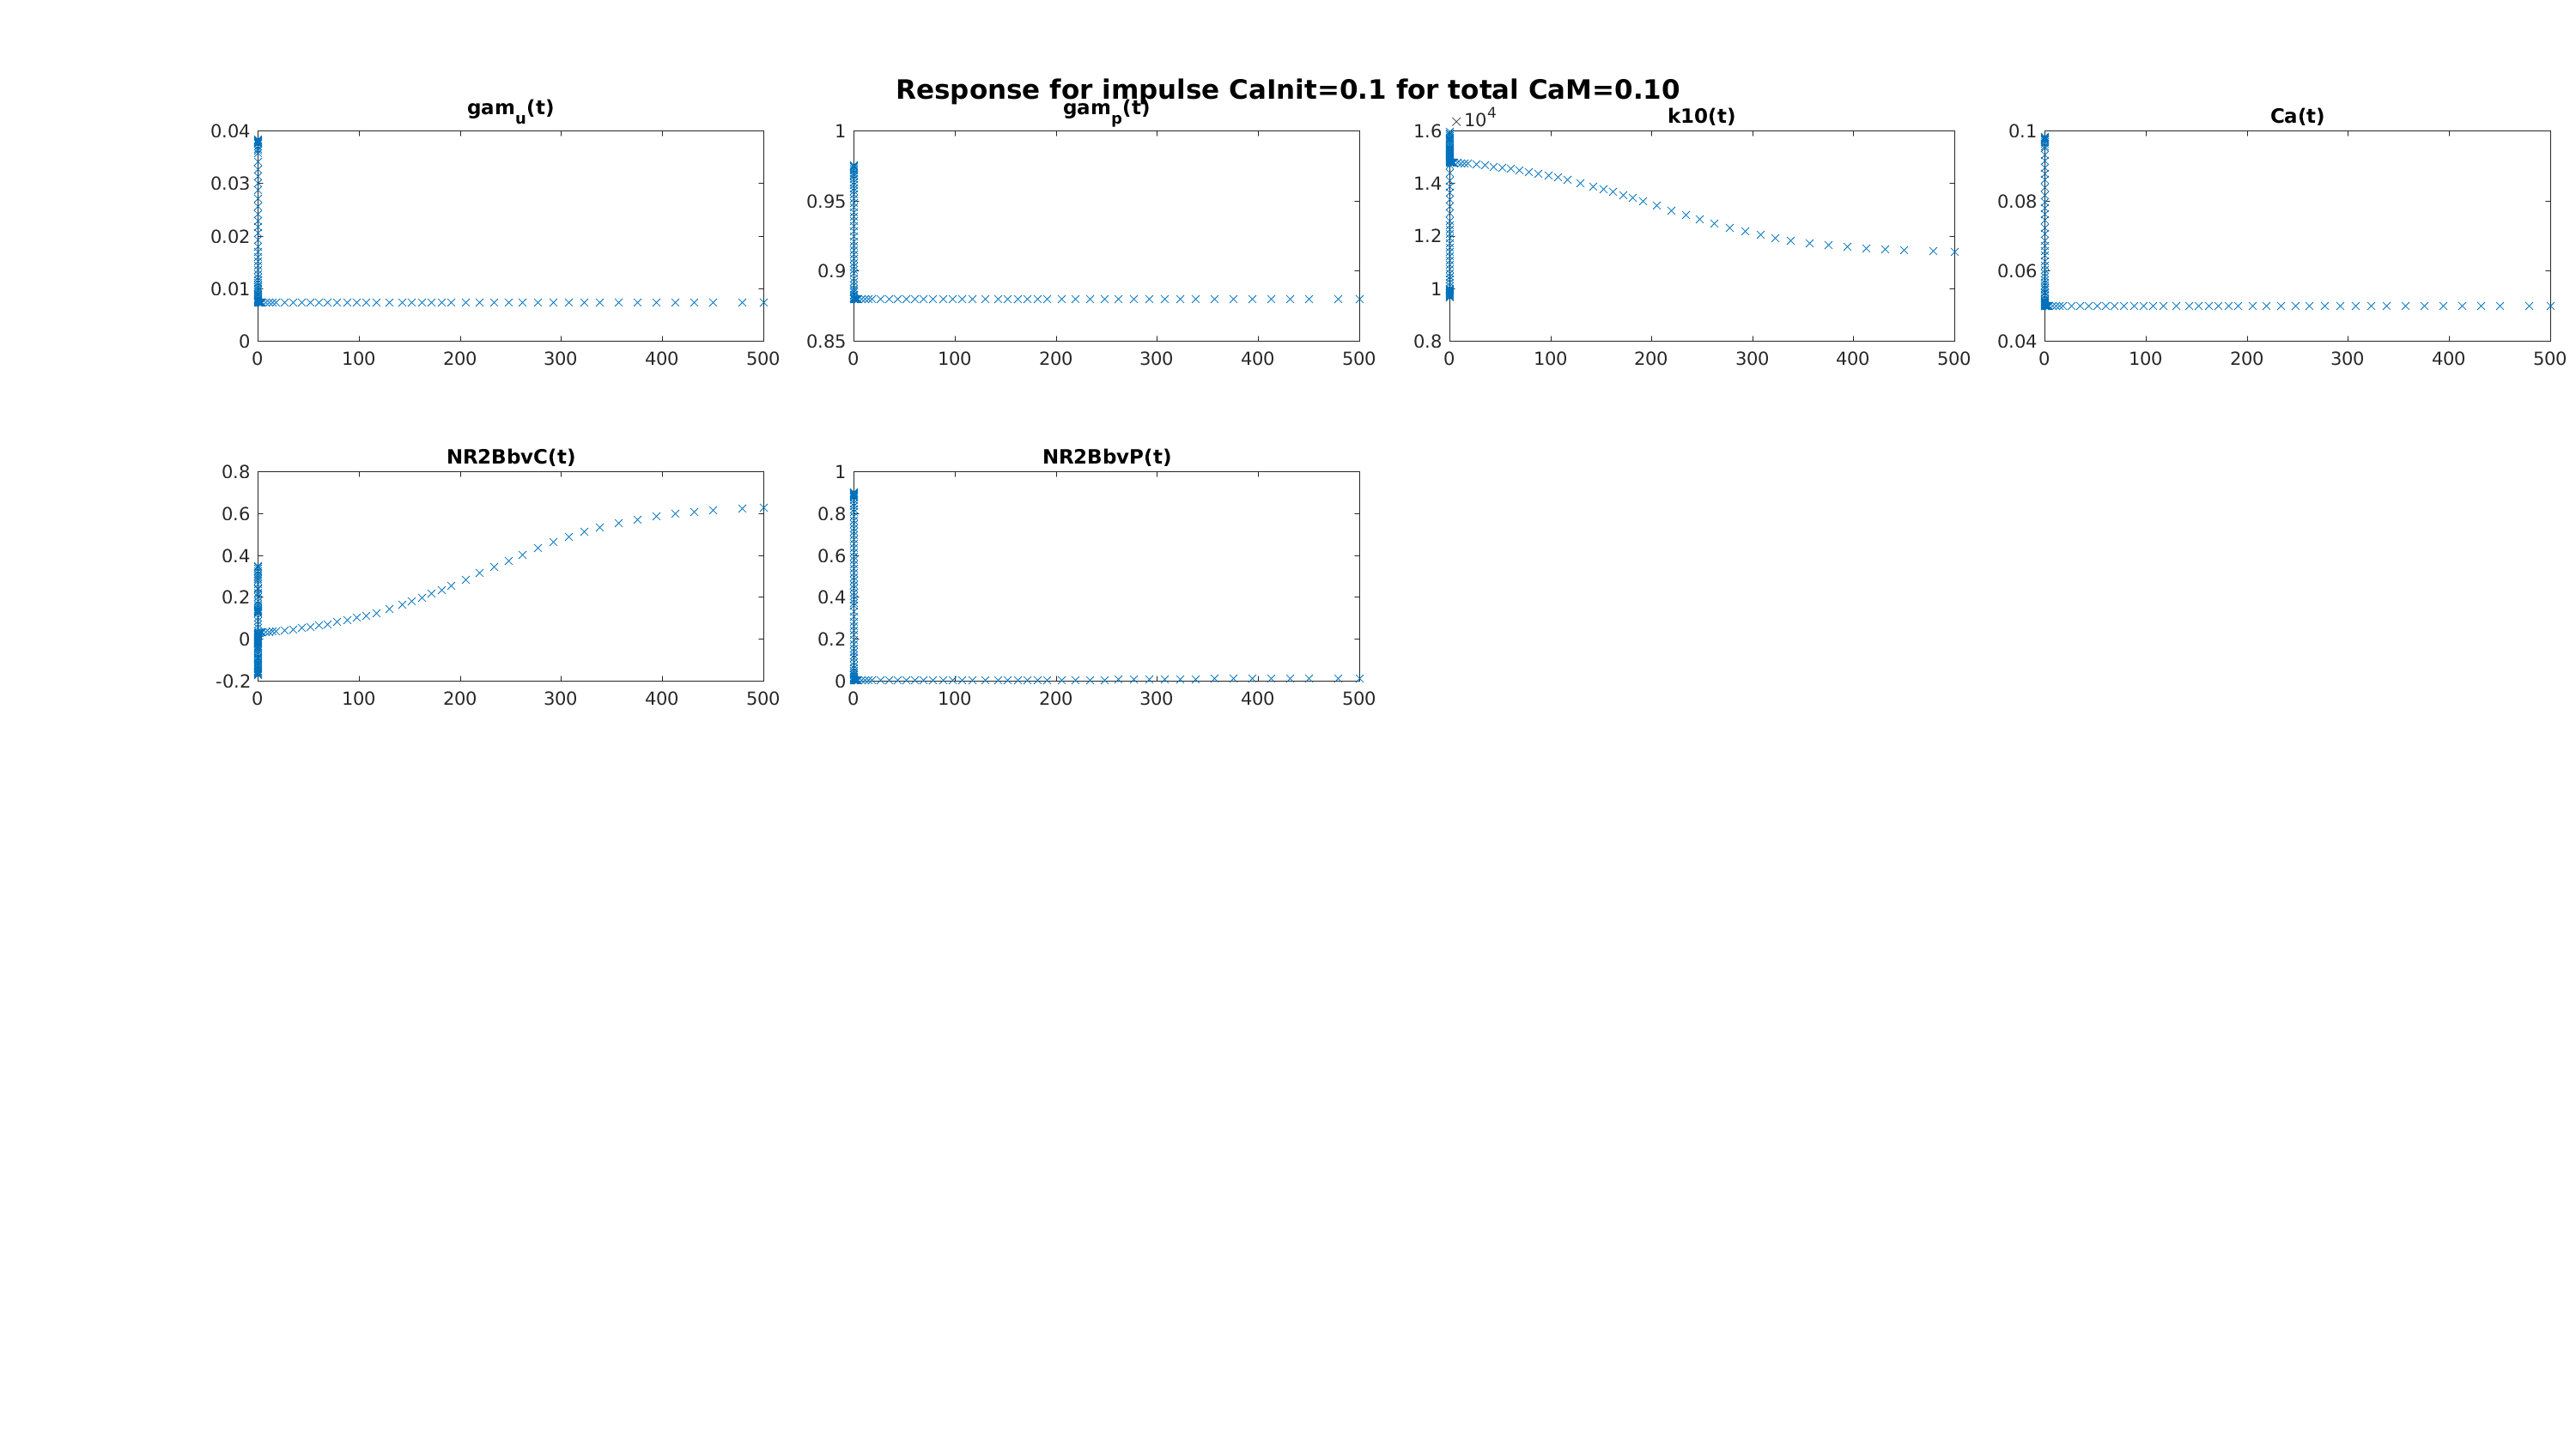 Response for impulse CaInit=0.1 for total CaM=0.10
gam_u(t)
0.04
0.03
0.02
0.01
0
0 100 200 300 400 500
gam_p(t)
1
0.95
0.9
0.85
0 100 200 300 400 500
k10(t)
×10^4
1.6
1.4
1.2
1
0.8
0 100 200 300 400 500
Ca(t)
0.1
0.08
0.06
0.04
0 100 200 300 400 500
NR2BbvC(t)
0.8
0.6
0.4
0.2
0
-0.2
0 100 200 300 400 500
NR2BbvP(t)
1
0.8
0.6
0.4
0.2
0
0 100 200 300 400 500